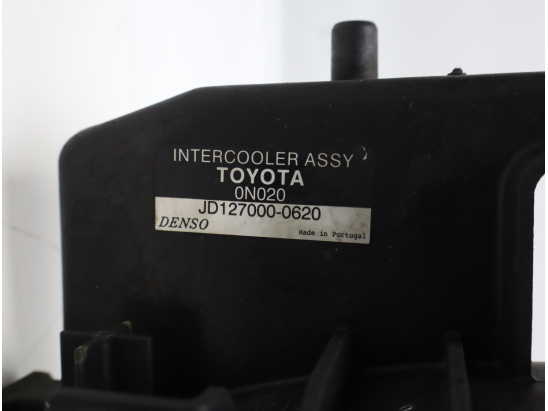 INTERCOOLER ASSY
TOYOTA
0N020
JD127000-0620
DENSO
Made in Portugal